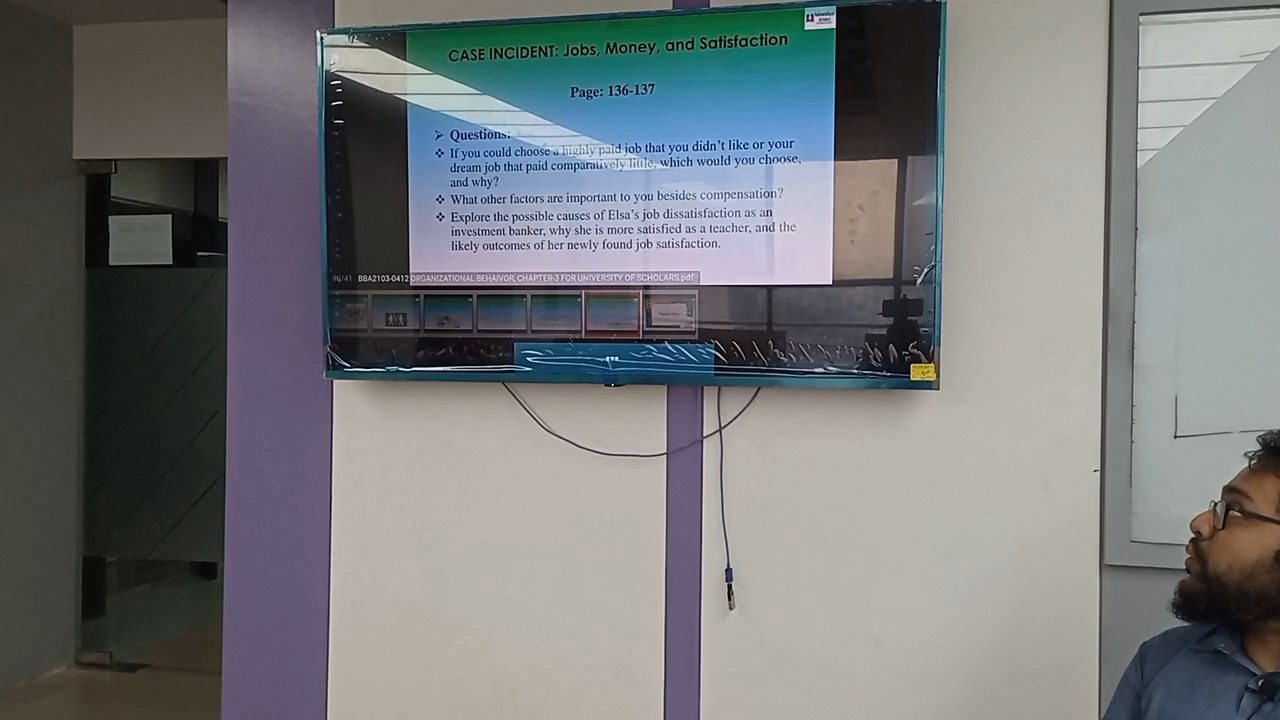 CASE INCIDENT: Jobs, Money, and Satisfaction
Page: 136-137
➢ Questions:
❖ If you could choose a highly paid job that you didn't like or your
dream job that paid comparatively little, which would you choose,
and why?
❖ What other factors are important to you besides compensation?
❖ Explore the possible causes of Elsa's job dissatisfaction as an
investment banker, why she is more satisfied as a teacher, and the
likely outcomes of her newly found job satisfaction.
40/41 BBA2103-0412 ORGANIZATIONAL BEHAIVOR, CHAPTER-3 FOR UNIVERSITY OF SCHOLARS.pdf